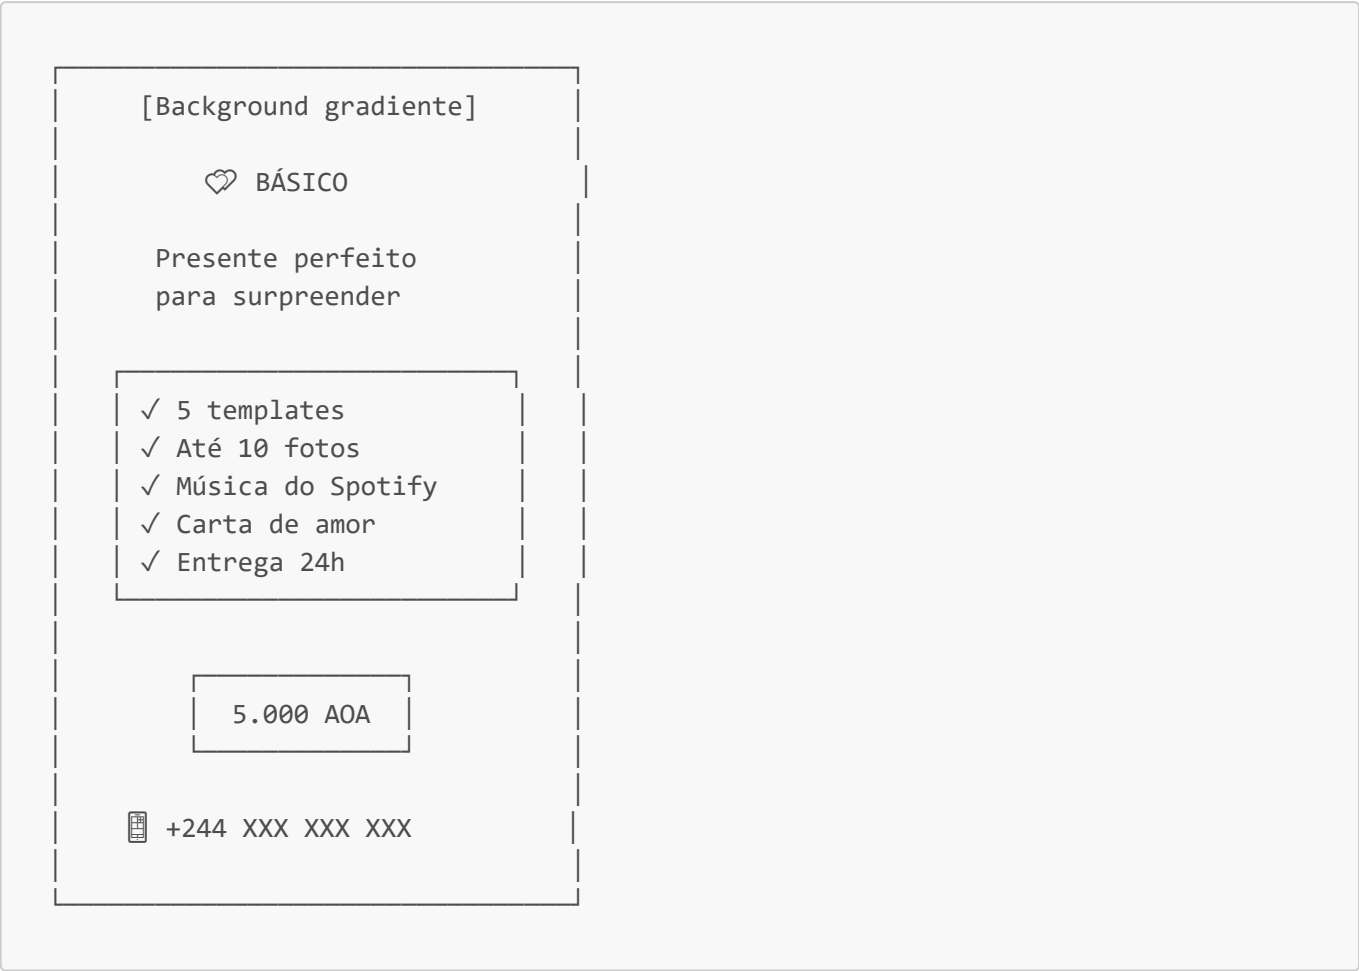 [Background gradiente]
💕 BÁSICO
Presente perfeito
para surpreender
✓ 5 templates
✓ Até 10 fotos
✓ Música do Spotify
✓ Carta de amor
✓ Entrega 24h
5.000 AOA
📱 +244 XXX XXX XXX